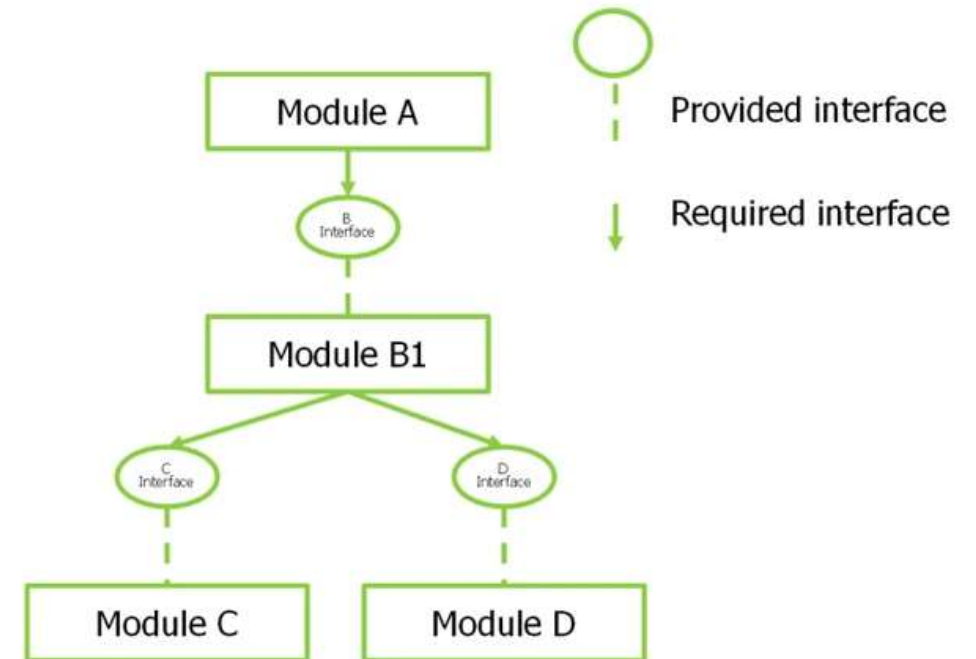 Module A
Provided interface
Required interface
B
Interface
Module B1
C
Interface
D
Interface
Module C
Module D